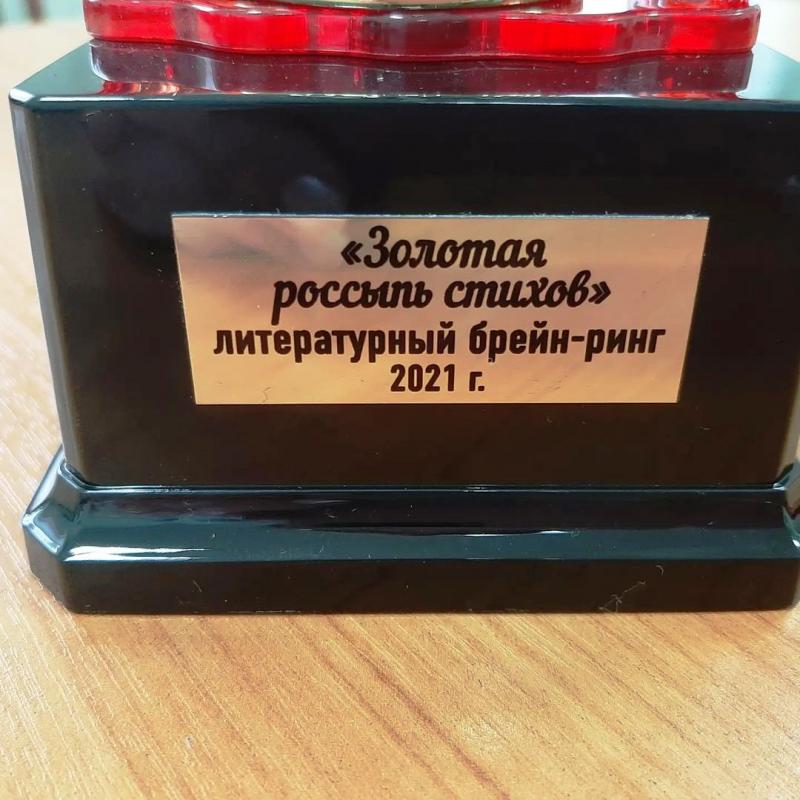 «Золотая
россыпь стихов»
литературный брейн-ринг
2021 г.